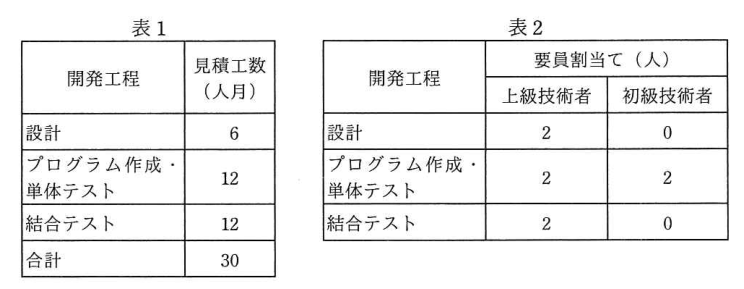 表1
開発工程 見積工数
(人月)
設計 6
プログラム作成・
単体テスト 12
結合テスト 12
合計 30
表2
開発工程 要員割当て(人)
上級技術者 初級技術者
設計 2 0
プログラム作成・
単体テスト 2 2
結合テスト 2 0